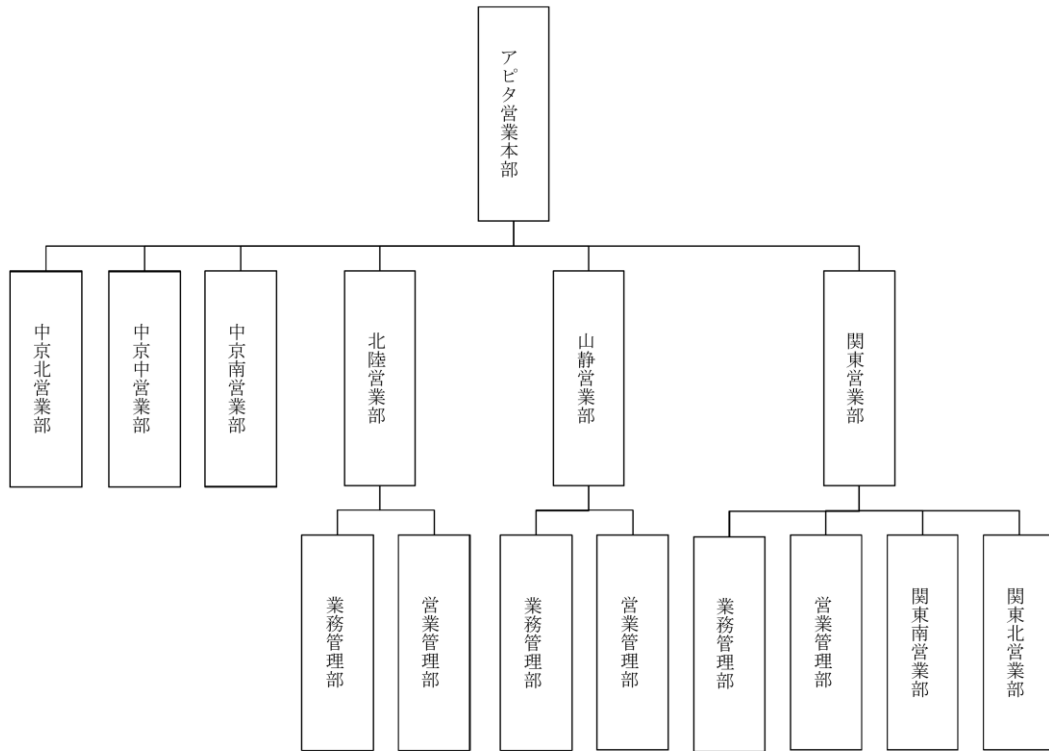 アピタ営業本部
中京北営業部
中京中営業部
中京南営業部
北陸営業部
山静営業部
関東営業部
業務管理部
営業管理部
業務管理部
営業管理部
業務管理部
営業管理部
関東南営業部
関東北営業部